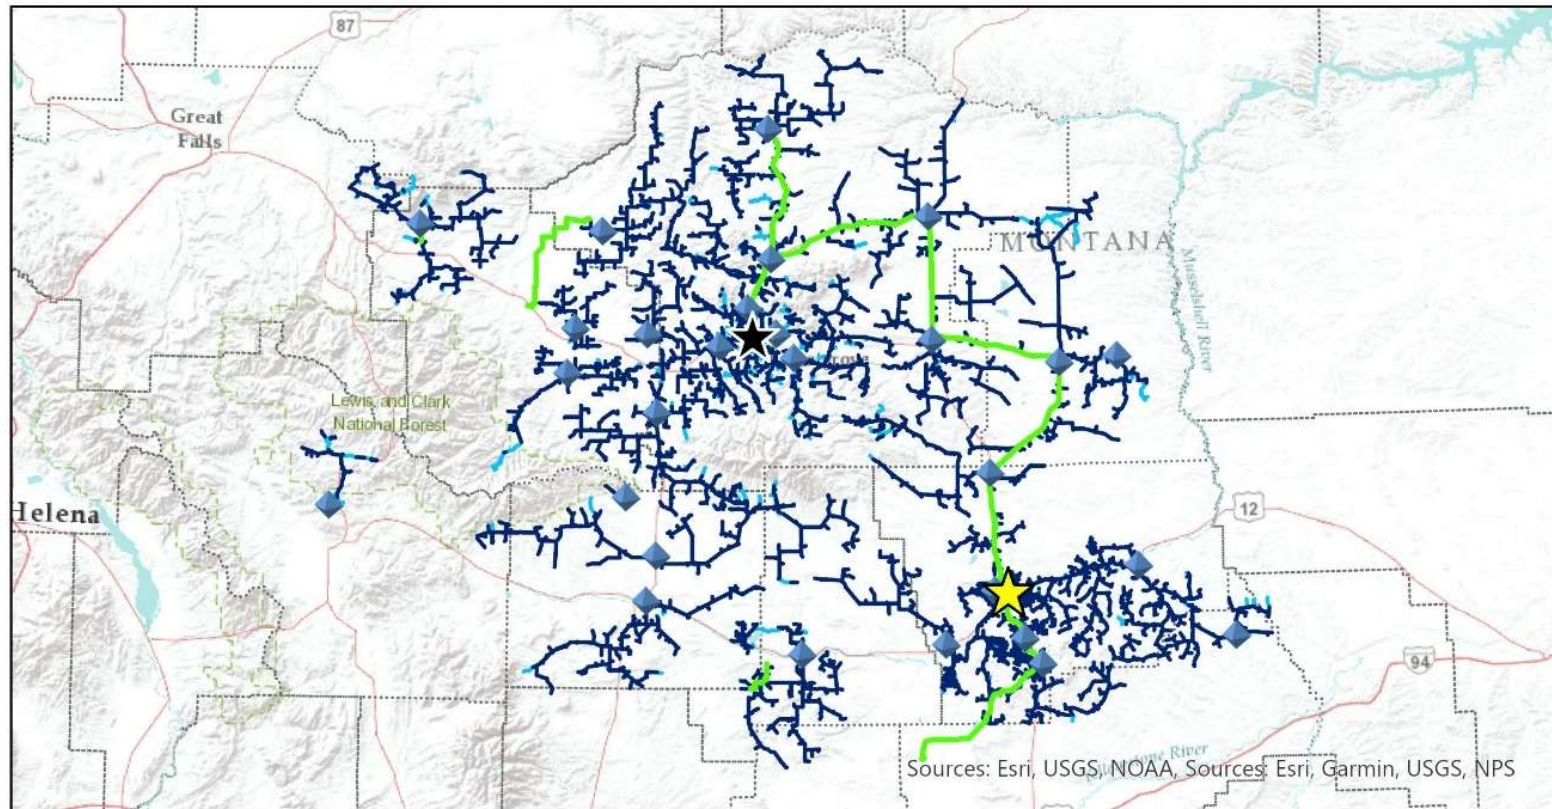 87
Great
Falls
MONTANA
Musselshell River
Lewis and Clark
National Forest
Helena
12
94
River
Sources: Esri, USGS, NOAA, Sources: Esri, Garmin, USGS, NPS